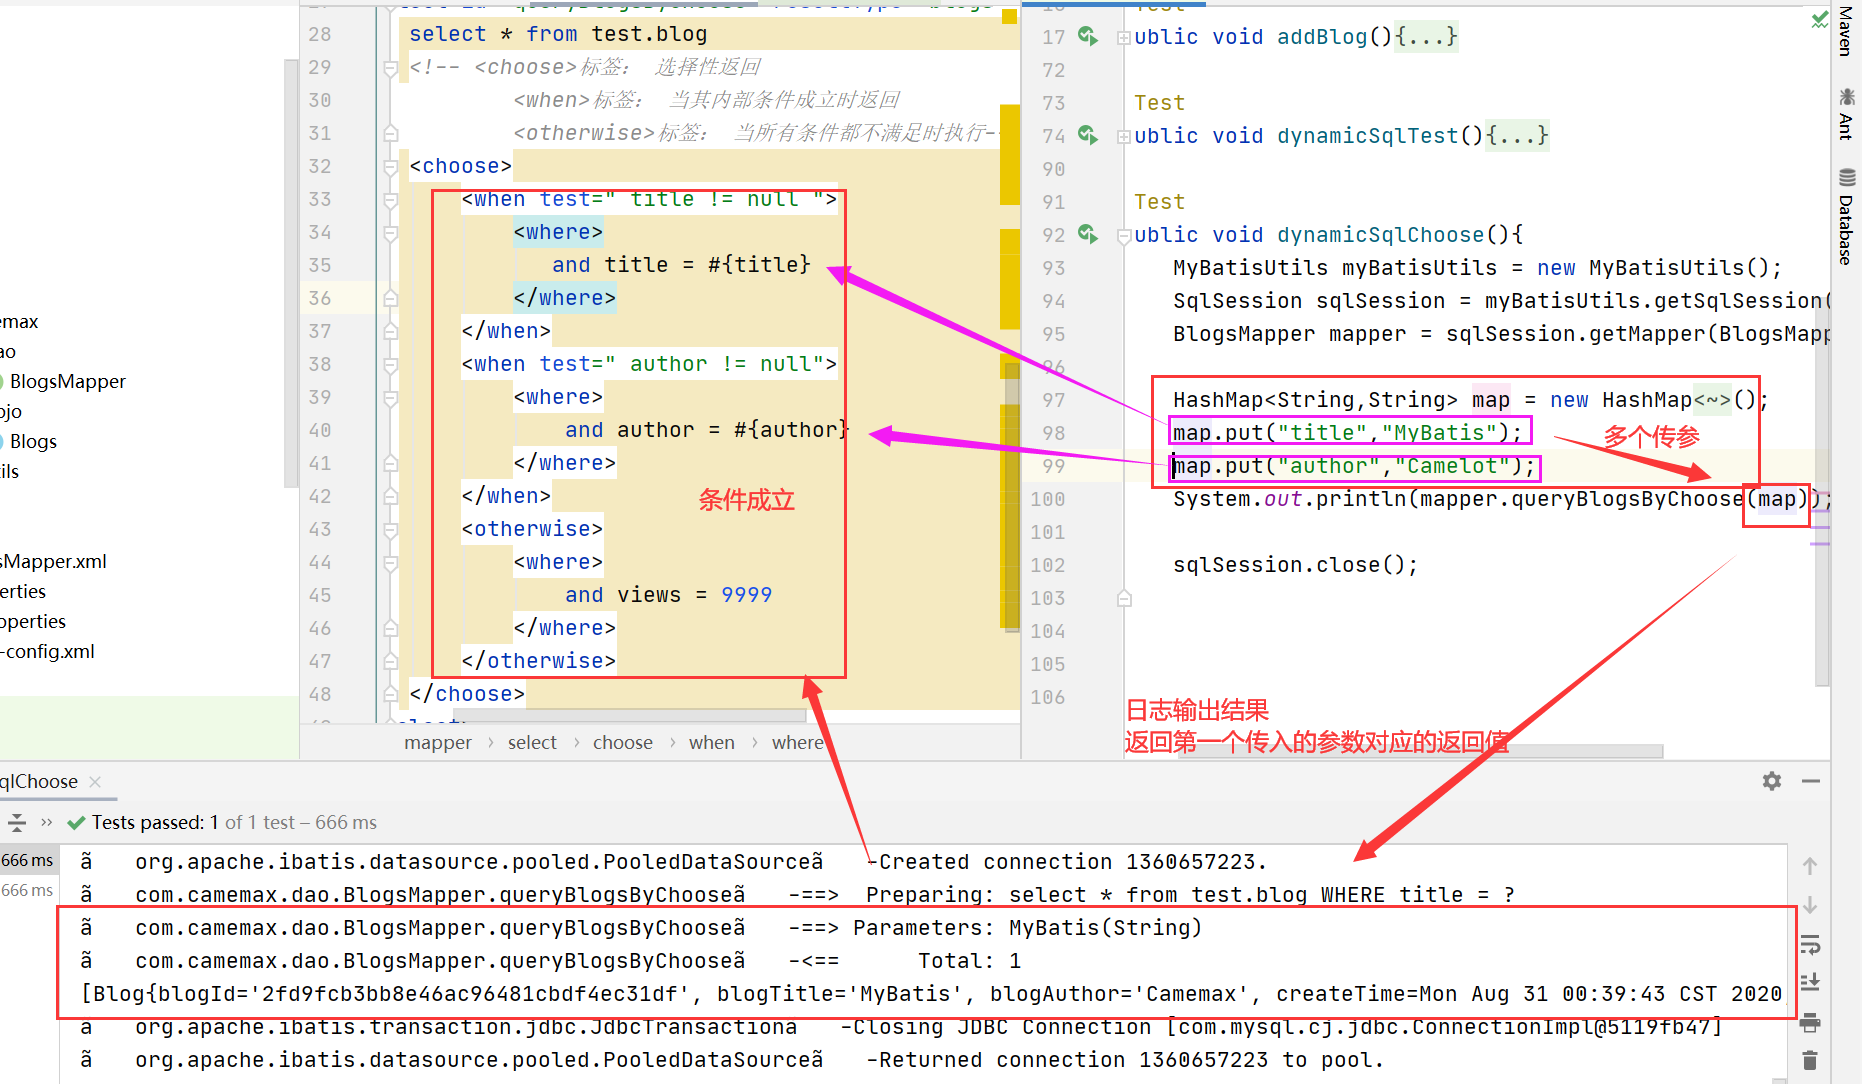 28 select * from test.blog
29 <!-- <choose>标签： 选择性返回
30 <when>标签： 当其内部条件成立时返回
31 <otherwise>标签： 当所有条件都不满足时执行-
32 <choose>
33 <when test=" title != null ">
34 <where>
35 and title = #{title}
36 </where>
37 </when>
38 <when test=" author != null">
39 <where>
40 and author = #{author}
41 </where>
42 </when>
43 <otherwise>
44 <where>
45 and views = 9999
46 </where>
47 </otherwise>
48 </choose>
条件成立
mapper › select › choose › when › where
emax
ao
BlogsMapper
ojo
Blogs
ils
sMapper.xml
erties
operties
-config.xml
17 ublic void addBlog(){...}
72
73 Test
74 ublic void dynamicSqlTest(){...}
90
91 Test
92 ublic void dynamicSqlChoose(){
93 MyBatisUtils myBatisUtils = new MyBatisUtils();
94 SqlSession sqlSession = myBatisUtils.getSqlSession(
95 BlogsMapper mapper = sqlSession.getMapper(BlogsMapp
96
97 HashMap<String,String> map = new HashMap<~>();
98 map.put("title","MyBatis");
99 map.put("author","Camelot");
100 System.out.println(mapper.queryBlogsByChoose(map));
101
102 sqlSession.close();
103
104
105
106
多个传参
日志输出结果
返回第一个传入的参数对应的返回值
Maven
Ant
Database
qlChoose
Tests passed: 1 of 1 test – 666 ms
666 ms
666 ms
ã org.apache.ibatis.datasource.pooled.PooledDataSourceã -Created connection 1360657223.
ã com.camemax.dao.BlogsMapper.queryBlogsByChooseã -==> Preparing: select * from test.blog WHERE title = ?
ã com.camemax.dao.BlogsMapper.queryBlogsByChooseã -==> Parameters: MyBatis(String)
ã com.camemax.dao.BlogsMapper.queryBlogsByChooseã -<== Total: 1
[Blog{blogId='2fd9fcb3bb8e46ac96481cbdf4ec31df', blogTitle='MyBatis', blogAuthor='Camemax', createTime=Mon Aug 31 00:39:43 CST 2020,
ã org.apache.ibatis.transaction.jdbc.JdbcTransactionã -Closing JDBC Connection [com.mysql.cj.jdbc.ConnectionImpl@5119fb47]
ã org.apache.ibatis.datasource.pooled.PooledDataSourceã -Returned connection 1360657223 to pool.